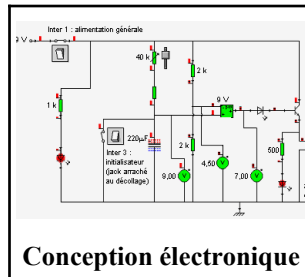 Inter 1 : alimentation générale
9 V
40 k
2 k
9 V
1 k
220µF
2 k
500
Inter 3 :
initialisateur
(jack arraché
au décollage)
V
9,00
V
4,50
V
7,00
Conception électronique